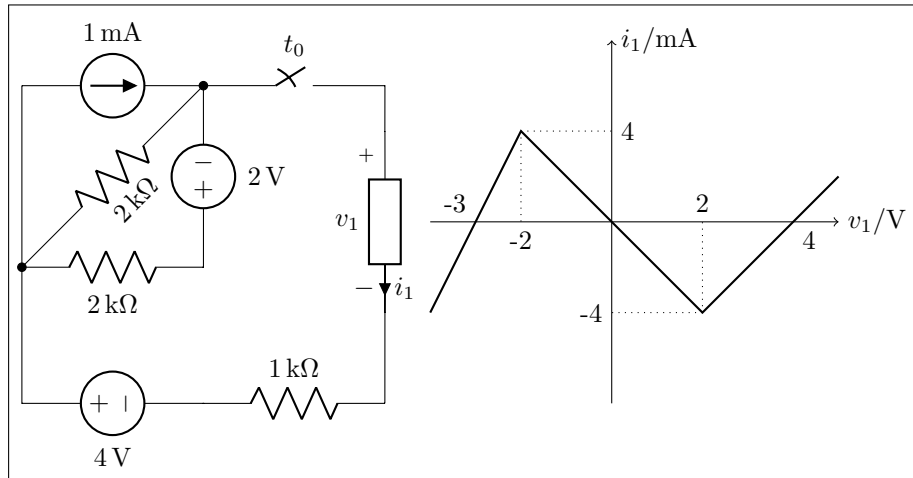 1 mA
t₀
i₁/mA
2 kΩ
− +
2 V
+
v₁
−
i₁
2 kΩ
4
-3
-2
2
4
v₁/V
-4
1 kΩ
+ −
4 V